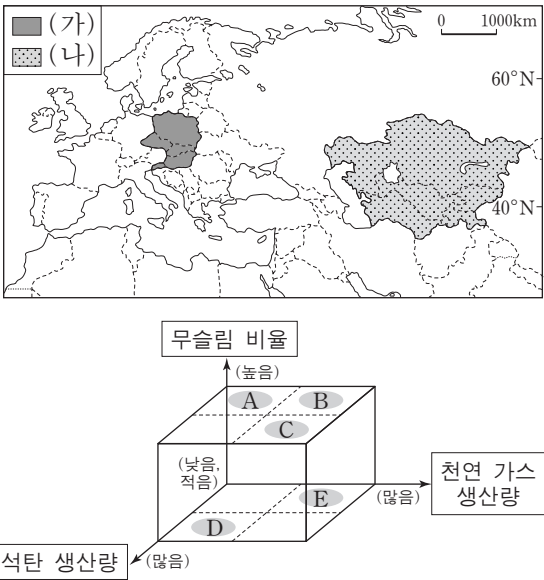 (가)
(나)
0 1000km
60°N
40°N
무슬림 비율
(높음)
A B
C
(낮음,
적음)
E
(많음)
천연 가스
생산량
D
석탄 생산량
(많음)